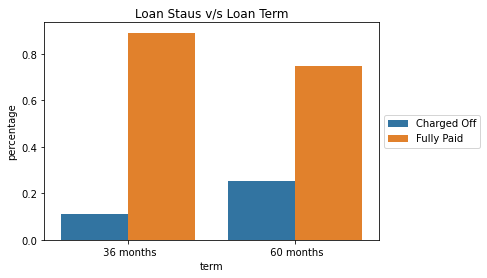 Loan Staus v/s Loan Term
percentage
0.8
0.6
0.4
0.2
0.0
36 months
60 months
term
Charged Off
Fully Paid